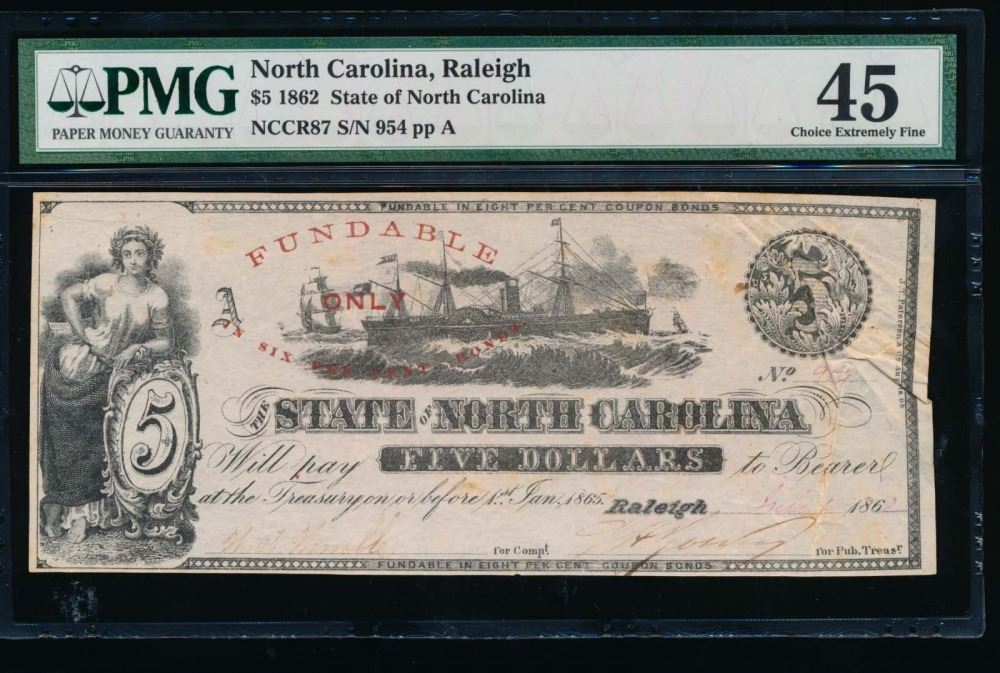 PMG
PAPER MONEY GUARANTY
North Carolina, Raleigh
$5 1862 State of North Carolina
NCCR87 S/N 954 pp A
45
Choice Extremely Fine
FUNDABLE IN EIGHT PER CENT COUPON BONDS
FUNDABLE
ONLY
IN SIX PER CENT. BONDS
A
5
No. 954
THE STATE OF NORTH CAROLINA
5
Will pay FIVE DOLLARS to Bearer
at the Treasury on or before 1st. Jan. 1865. Raleigh 1862
for Compt. for Pub. Treasr.
FUNDABLE IN EIGHT PER CENT COUPON BONDS